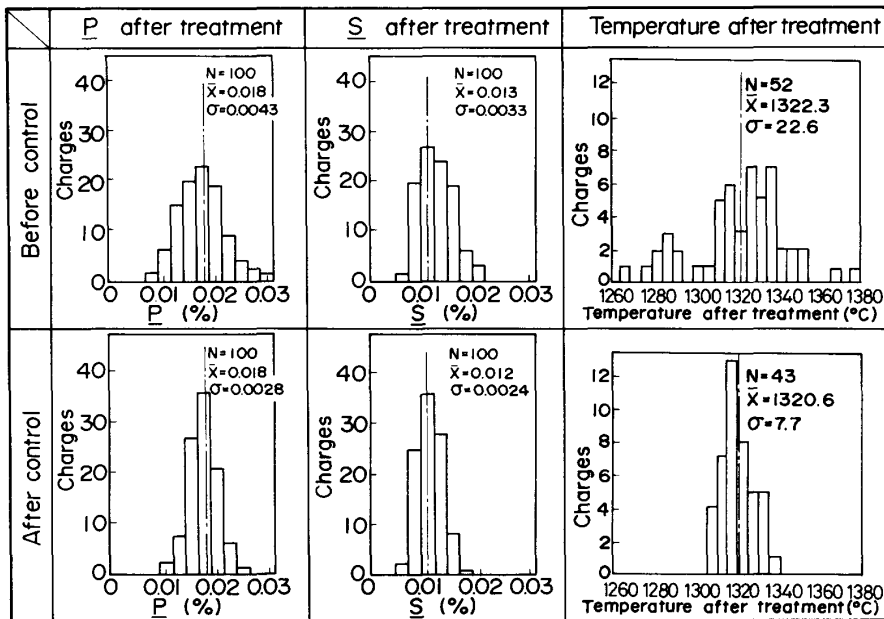 P after treatment
S after treatment
Temperature after treatment
Before control
Charges
40
30
20
10
0
N=100
X̄=0.018
σ=0.0043
0.01 0.02 0.03
P (%)
Charges
40
30
20
10
0
N=100
X̄=0.013
σ=0.0033
0.01 0.02 0.03
S (%)
Charges
12
10
8
6
4
2
0
N=52
X̄=1322.3
σ=22.6
1260 1280 1300 1320 1340 1360 1380
Temperature after treatment (°C)
After control
Charges
40
30
20
10
0
N=100
X̄=0.018
σ=0.0028
0 0.01 0.02 0.03
P (%)
Charges
40
30
20
10
0
N=100
X̄=0.012
σ=0.0024
0 0.01 0.02 0.03
S (%)
Charges
12
10
8
6
4
2
0
N=43
X̄=1320.6
σ=7.7
1260 1280 1300 1320 1340 1360 1380
Temperature after treatment (°C)